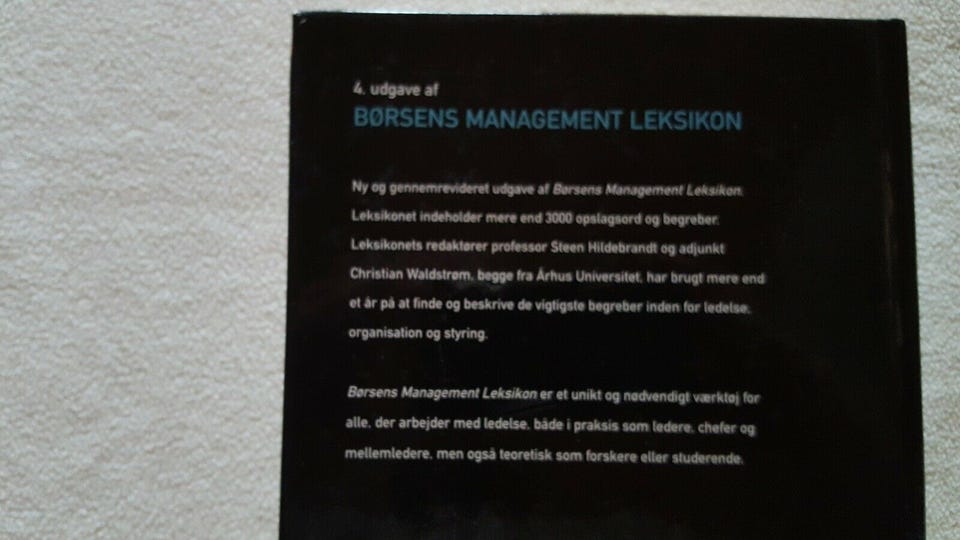 4. udgave af
BØRSENS MANAGEMENT LEKSIKON
Ny og gennemrevideret udgave af Børsens Management Leksikon.
Leksikonet indeholder mere end 3000 opslagsord og begreber.
Leksikonets redaktører professor Steen Hildebrandt og adjunkt
Christian Waldstrøm, begge fra Århus Universitet, har brugt mere end
et år på at finde og beskrive de vigtigste begreber inden for ledelse,
organisation og styring.
Børsens Management Leksikon er et unikt og nødvendigt værktøj for
alle, der arbejder med ledelse, både i praksis som ledere, chefer og
mellemledere, men også teoretisk som forskere eller studerende.